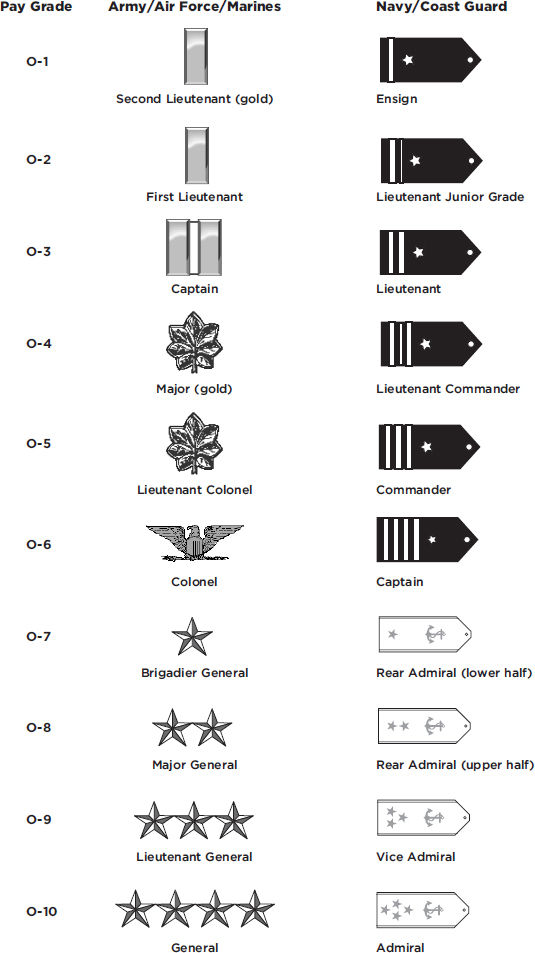 Pay Grade Army/Air Force/Marines Navy/Coast Guard
O-1
Second Lieutenant (gold) Ensign
O-2
First Lieutenant Lieutenant Junior Grade
O-3
Captain Lieutenant
O-4
Major (gold) Lieutenant Commander
O-5
Lieutenant Colonel Commander
O-6
Colonel Captain
O-7
Brigadier General Rear Admiral (lower half)
O-8
Major General Rear Admiral (upper half)
O-9
Lieutenant General Vice Admiral
O-10
General Admiral